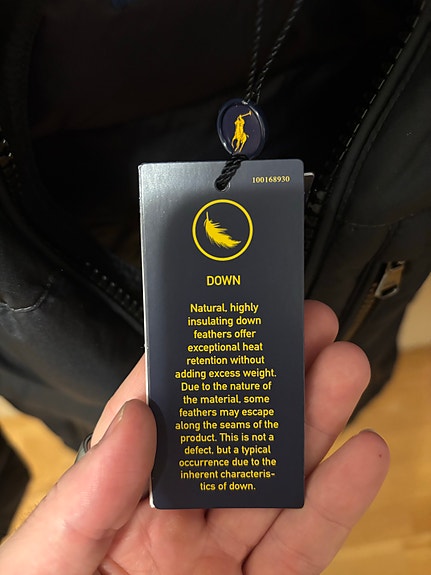 100168930
DOWN
Natural, highly
insulating down
feathers offer
exceptional heat
retention without
adding excess weight.
Due to the nature of
the material, some
feathers may escape
along the seams of the
product. This is not a
defect, but a typical
occurrence due to the
inherent characteris-
tics of down.